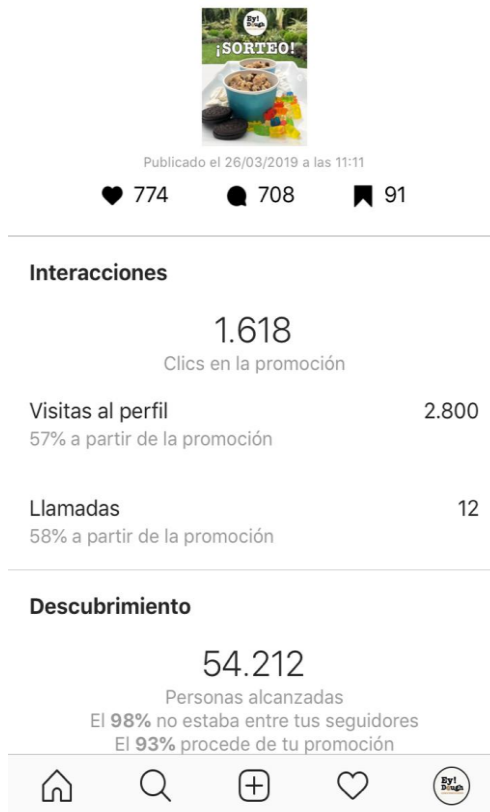 Ey!
Dough
¡SORTEO!
Publicado el 26/03/2019 a las 11:11
774 708 91
Interacciones
1.618
Clics en la promoción
Visitas al perfil 2.800
57% a partir de la promoción
Llamadas 12
58% a partir de la promoción
Descubrimiento
54.212
Personas alcanzadas
El 98% no estaba entre tus seguidores
El 93% procede de tu promoción
Ey!
Dough